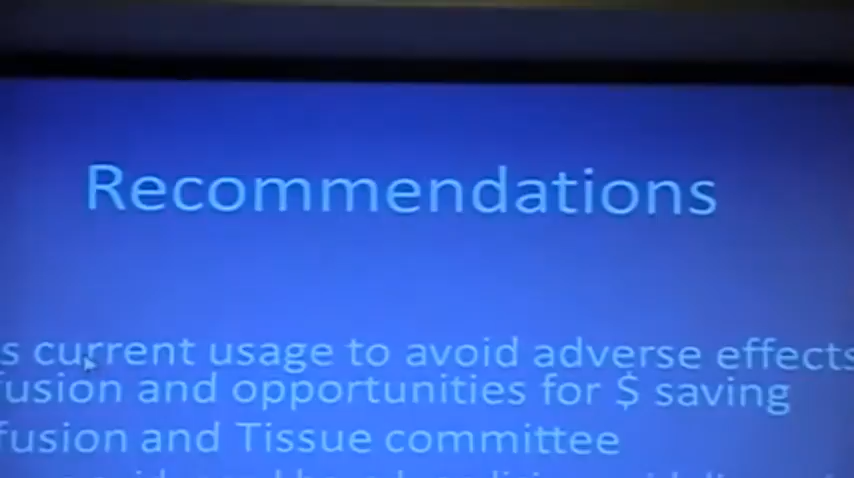 Recommendations
s current usage to avoid adverse effects
fusion and opportunities for $ saving
fusion and Tissue committee